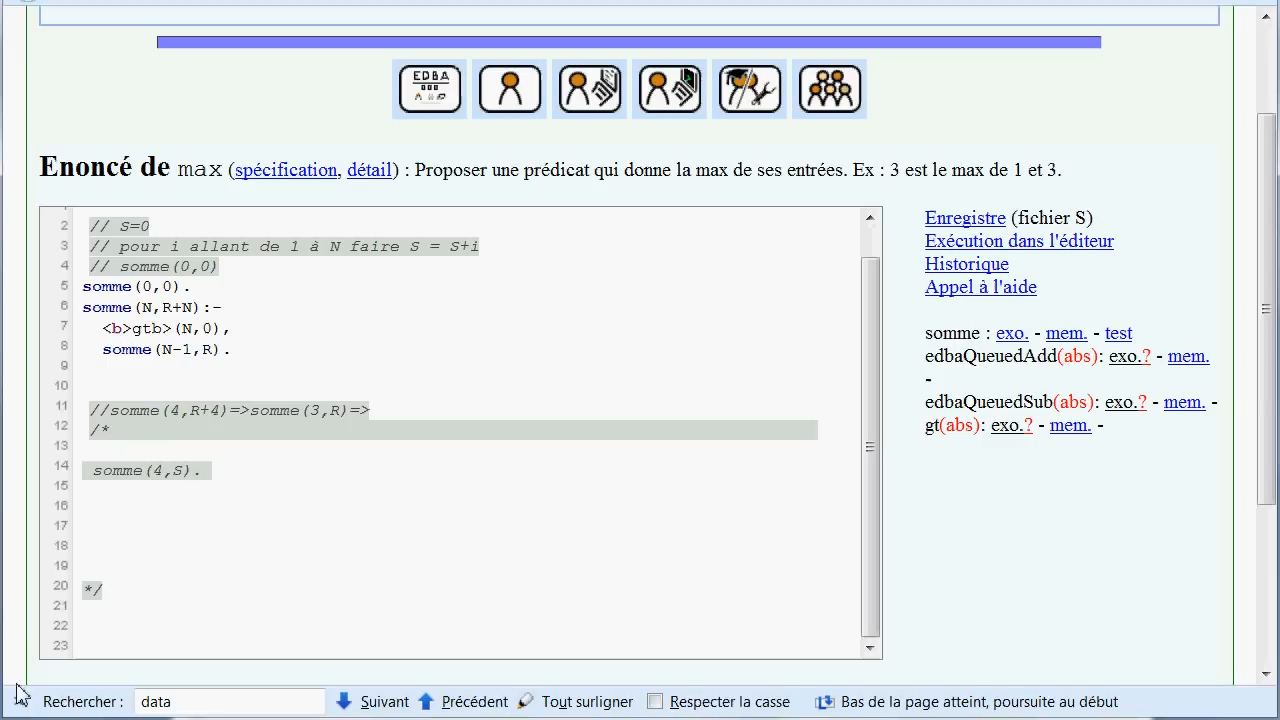 EDBA
Enoncé de max (spécification, détail) : Proposer une prédicat qui donne la max de ses entrées. Ex : 3 est le max de 1 et 3.
2 // S=0
3 // pour i allant de 1 à N faire S = S+i
4 // somme(0,0)
5 somme(0,0).
6 somme(N,R+N):-
7 <b>gtb>(N,0),
8 somme(N-1,R).
9
10
11 //somme(4,R+4)=>somme(3,R)=>
12 /*
13
14 somme(4,S).
15
16
17
18
19
20 */
21
22
23
Enregistre (fichier S)
Exécution dans l'éditeur
Historique
Appel à l'aide
somme : exo. - mem. - test
edbaQueuedAdd(abs): exo.? - mem.
-
edbaQueuedSub(abs): exo.? - mem. -
gt(abs): exo.? - mem. -
Rechercher : data Suivant Précédent Tout surligner Respecter la casse Bas de la page atteint, poursuite au début